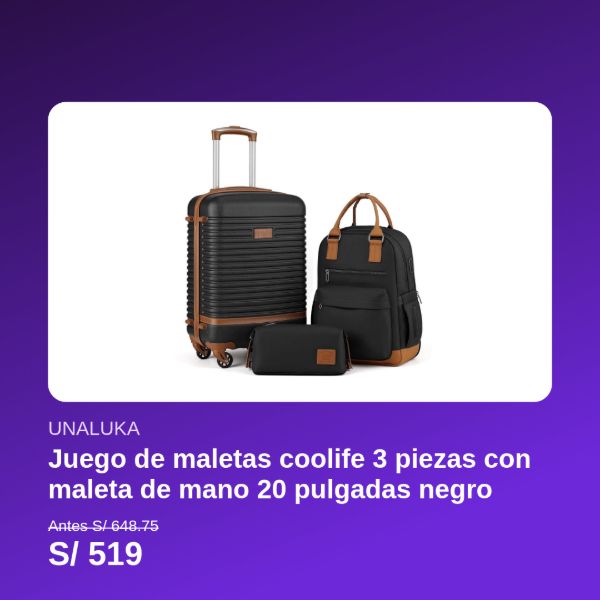 UNALUKA
Juego de maletas coolife 3 piezas con
maleta de mano 20 pulgadas negro
Antes S/ 648.75
S/ 519